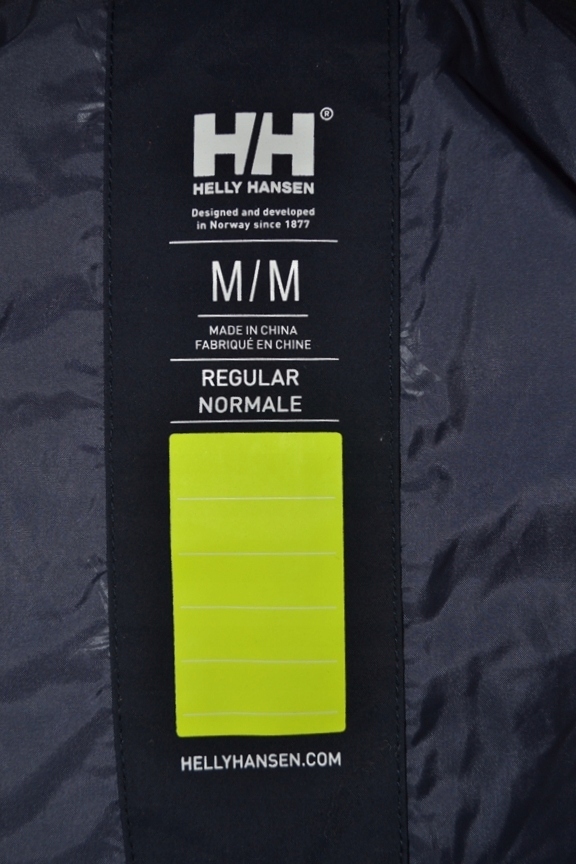 HH®
HELLY HANSEN
Designed and developed
in Norway since 1877
M/M
MADE IN CHINA
FABRIQUÉ EN CHINE
REGULAR
NORMALE
HELLYHANSEN.COM